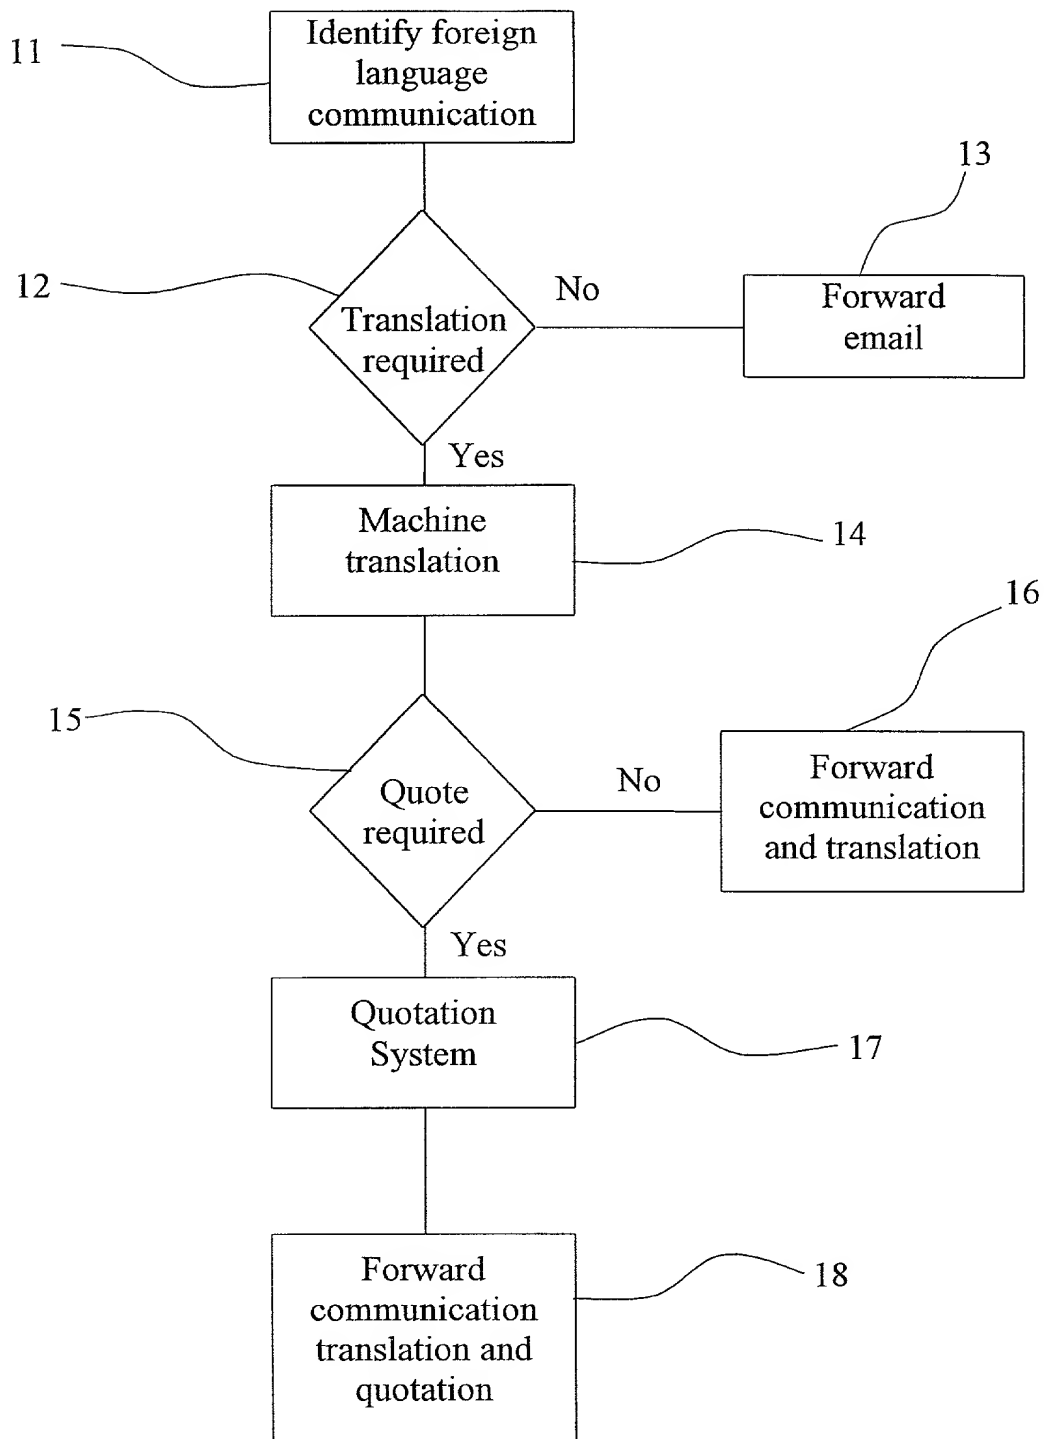 11
Identify foreign
language
communication
13
12
Translation
required
No
Forward
email
Yes
Machine
translation
14
16
15
Quote
required
No
Forward
communication
and translation
Yes
Quotation
System
17
Forward
communication
translation and
quotation
18